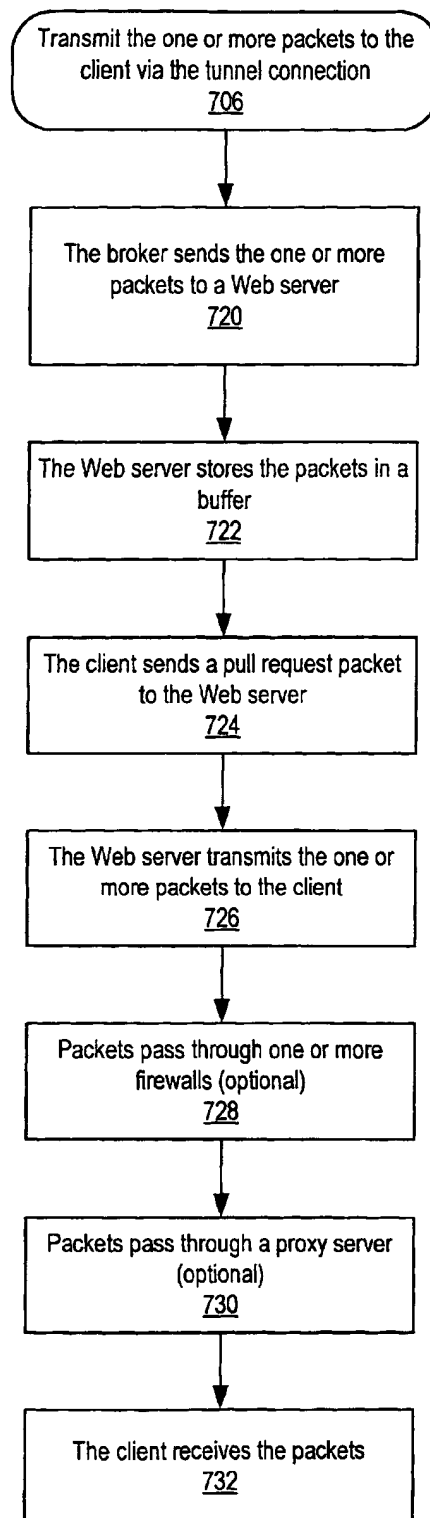 Transmit the one or more packets to the
client via the tunnel connection
706
The broker sends the one or more
packets to a Web server
720
The Web server stores the packets in a
buffer
722
The client sends a pull request packet
to the Web server
724
The Web server transmits the one or
more packets to the client
726
Packets pass through one or more
firewalls (optional)
728
Packets pass through a proxy server
(optional)
730
The client receives the packets
732